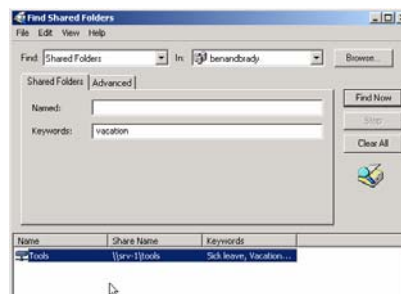 Find Shared Folders
File Edit View Help
Find: Shared Folders In: benandbrady Browse...
Shared Folders Advanced
Named:
Keywords: vacation
Find Now
Stop
Clear All
Name Share Name Keywords
Tools \\srv-1\tools Sick leave, Vacation...